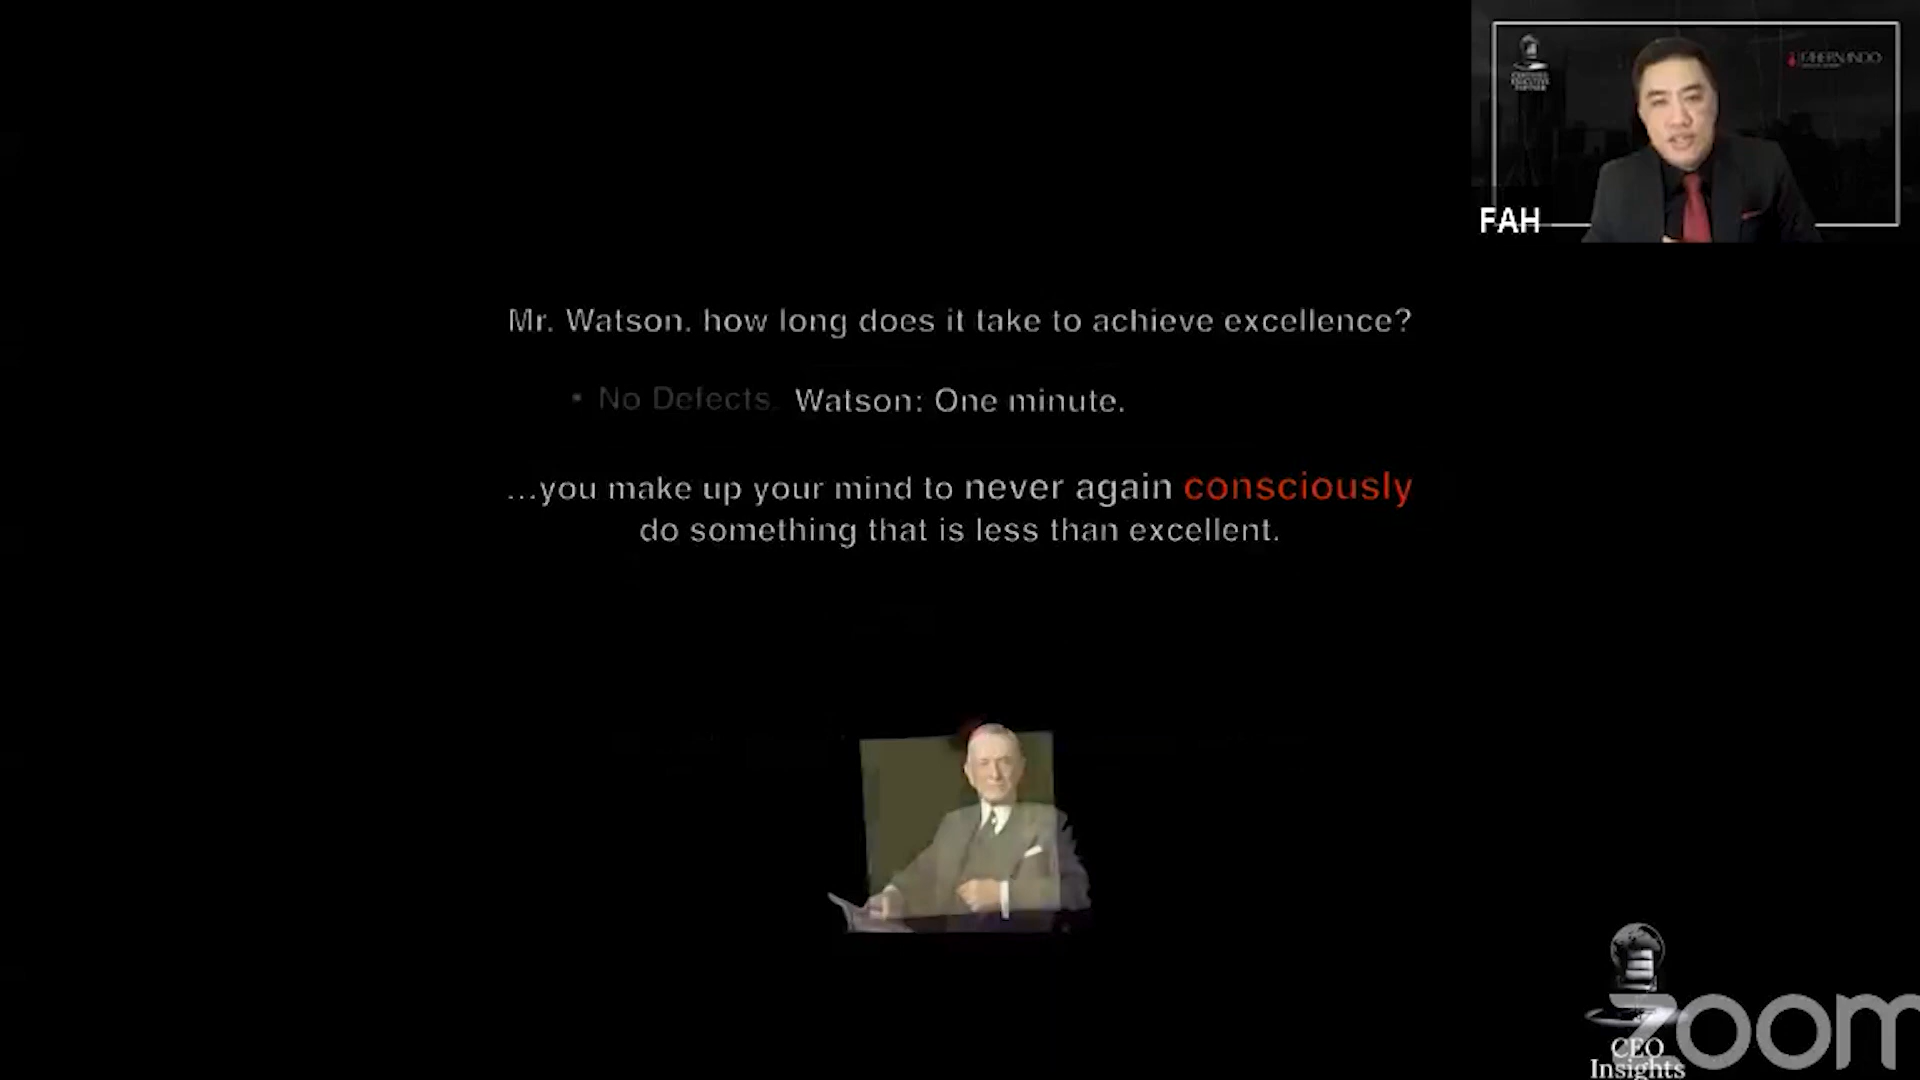 FAHERNANDO
FAH
Mr. Watson. how long does it take to achieve excellence?
• No Defects. Watson: One minute.
...you make up your mind to never again consciously
do something that is less than excellent.
zoom
CEO
Insights